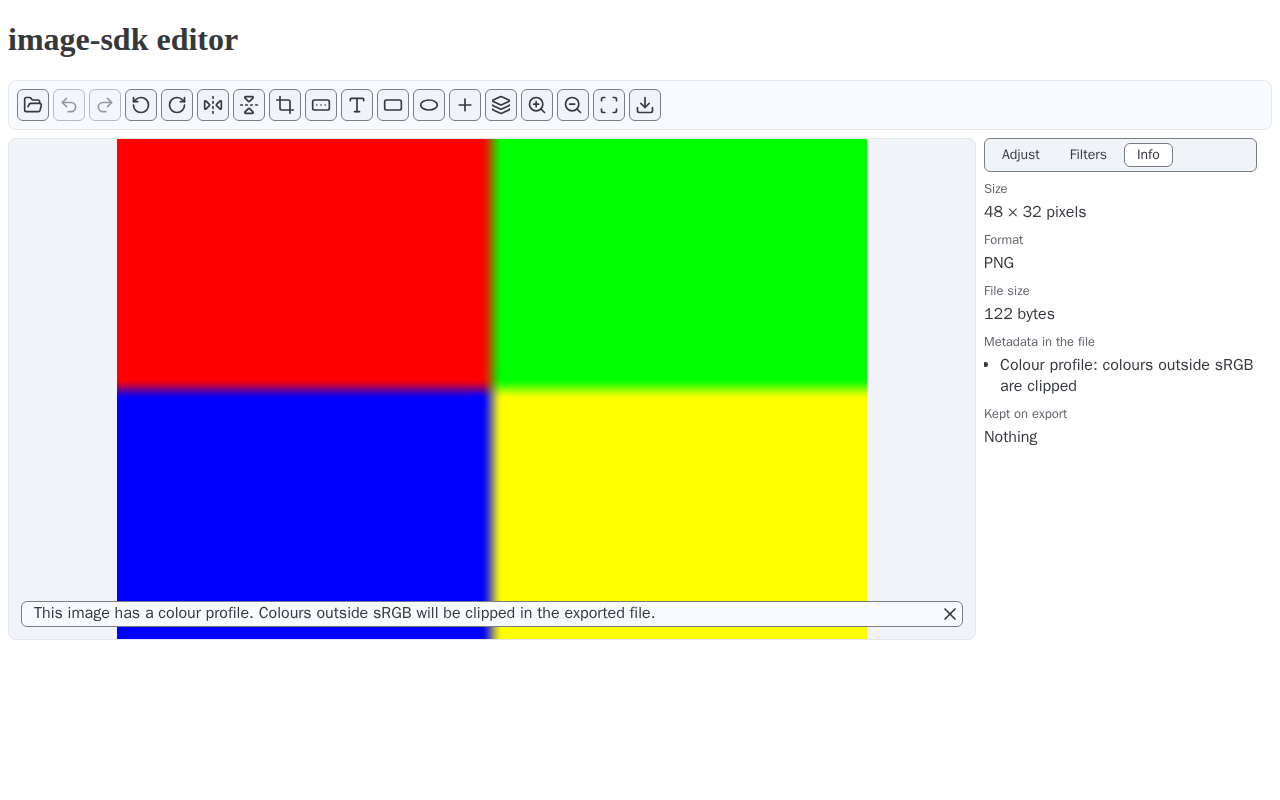 image-sdk editor
Adjust Filters Info
Size
48 × 32 pixels
Format
PNG
File size
122 bytes
Metadata in the file
• Colour profile: colours outside sRGB
are clipped
Kept on export
Nothing
This image has a colour profile. Colours outside sRGB will be clipped in the exported file.